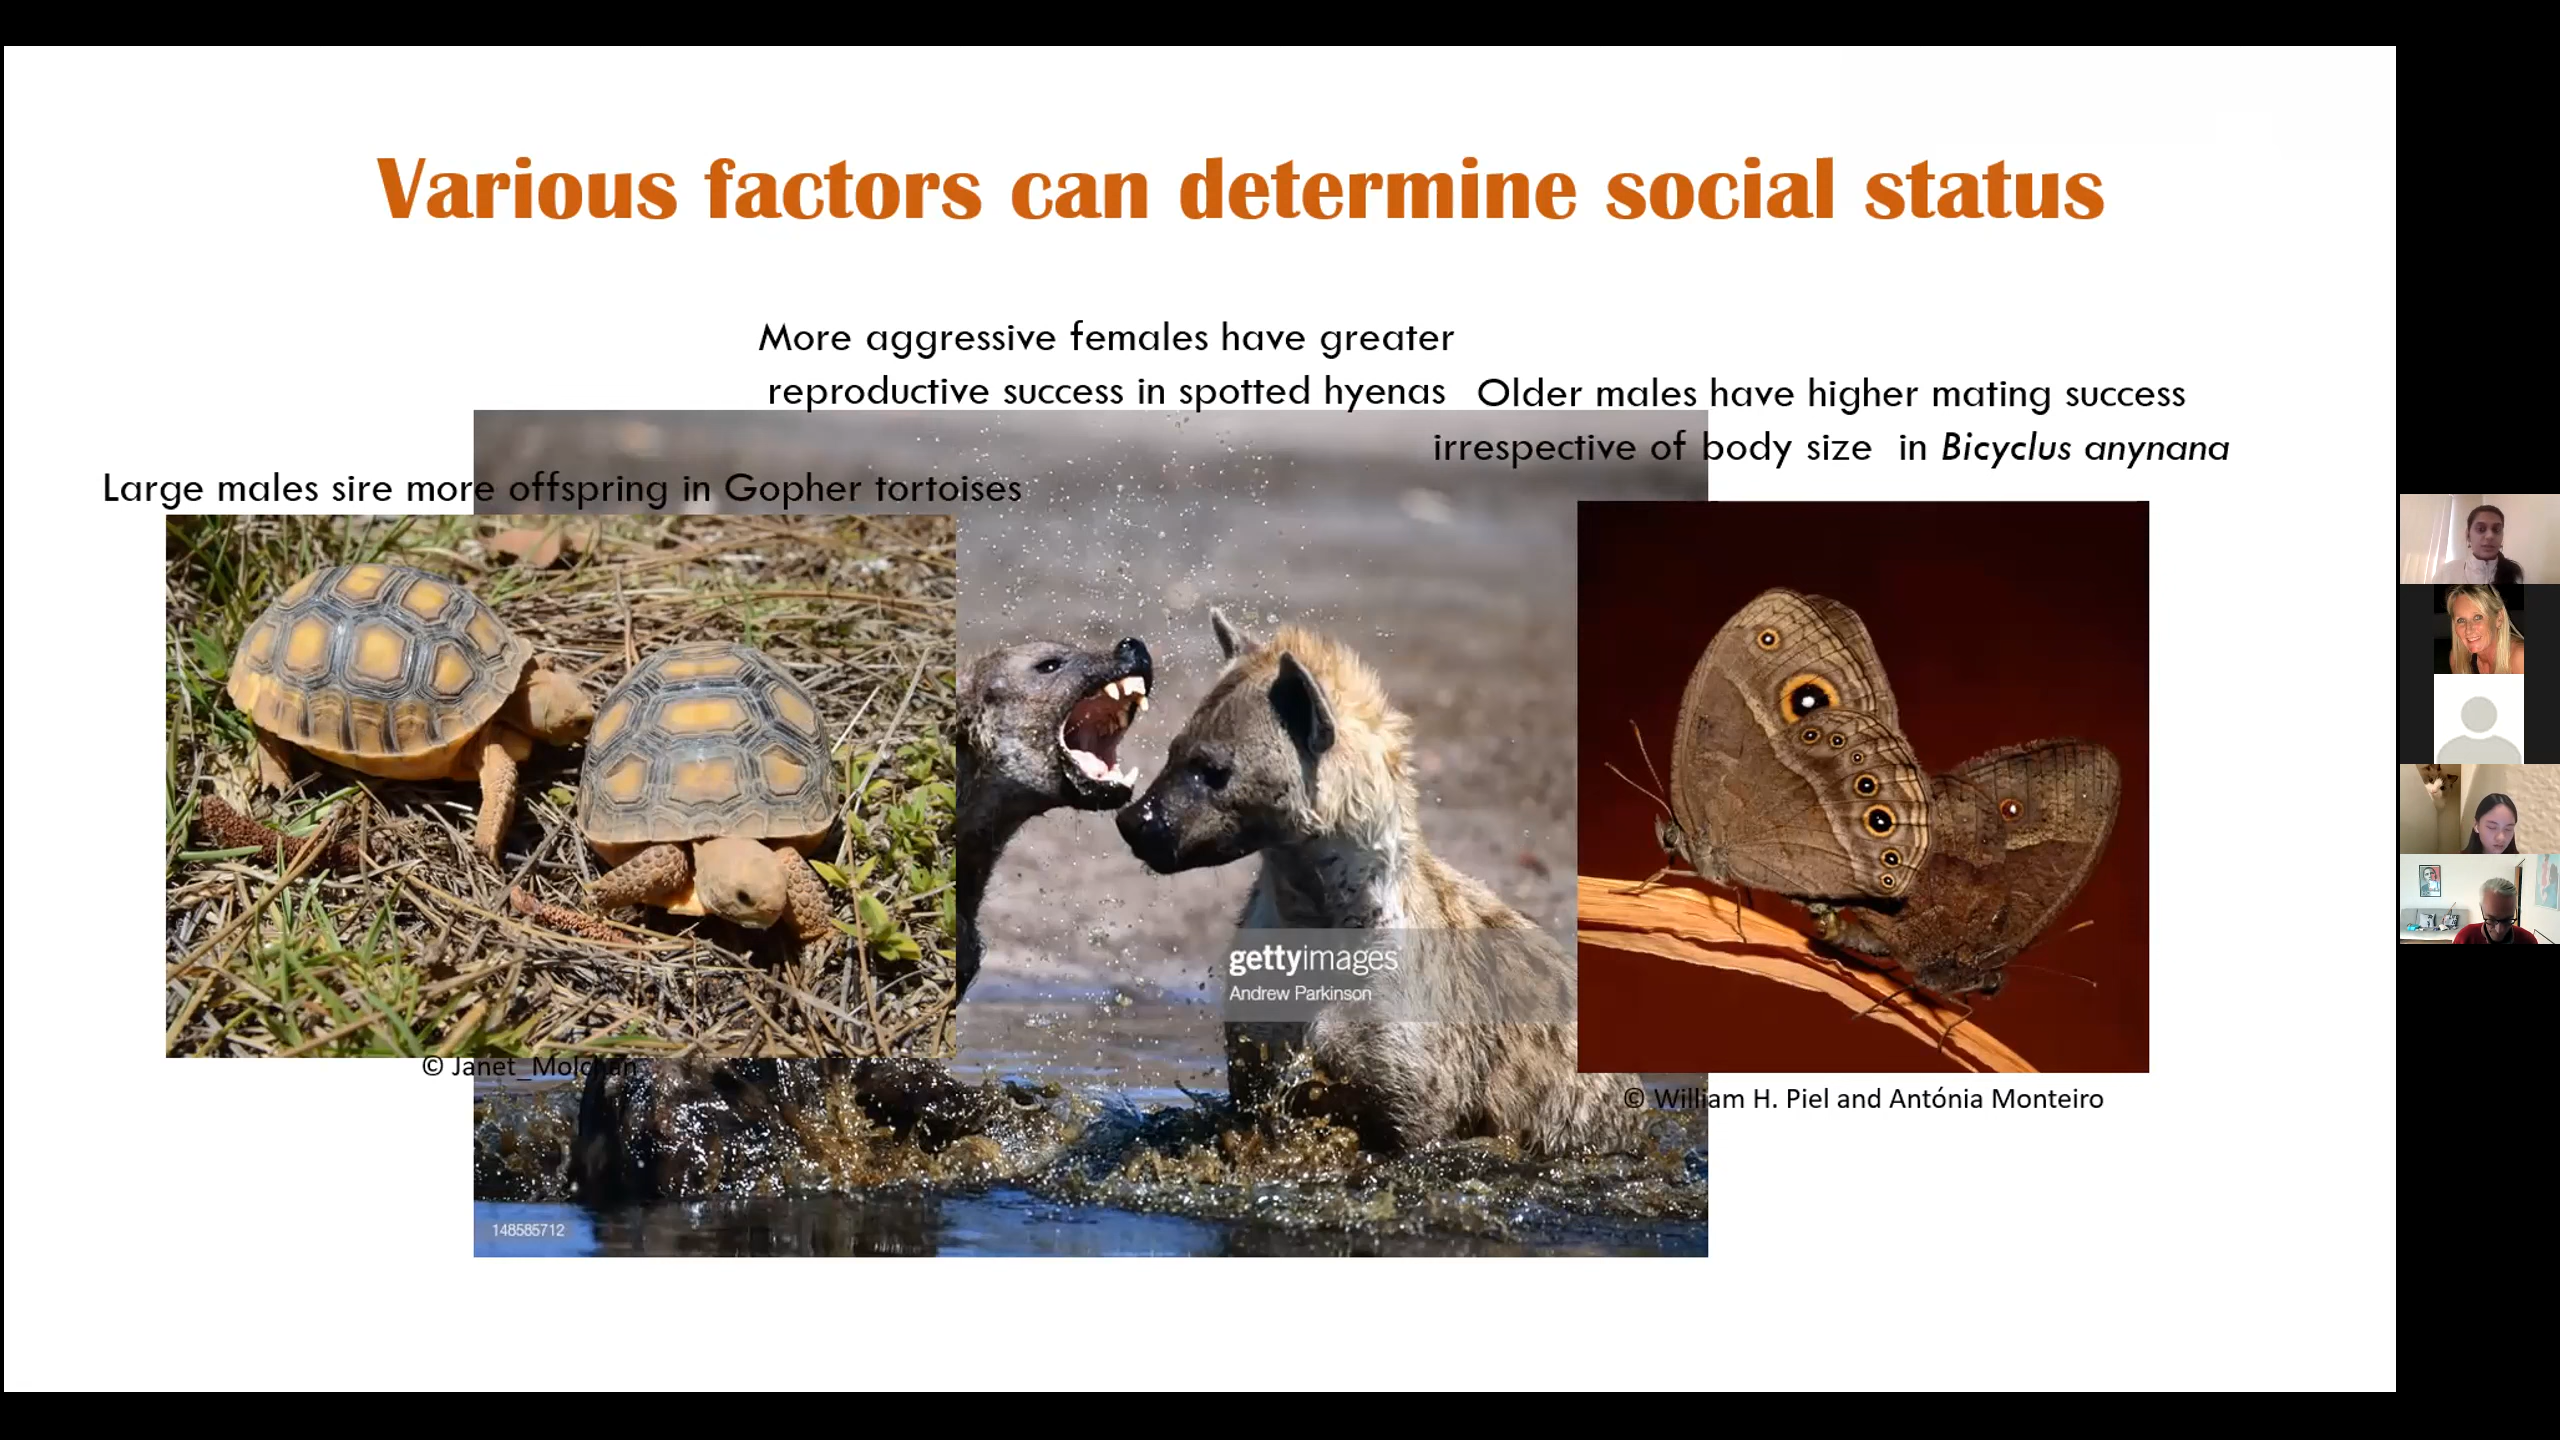 Various factors can determine social status
More aggressive females have greater
reproductive success in spotted hyenas
Older males have higher mating success
irrespective of body size in Bicyclus anynana
Large males sire more offspring in Gopher tortoises
gettyimages
Andrew Parkinson
© Janet_Molchan
© William H. Piel and Antónia Monteiro
148585712